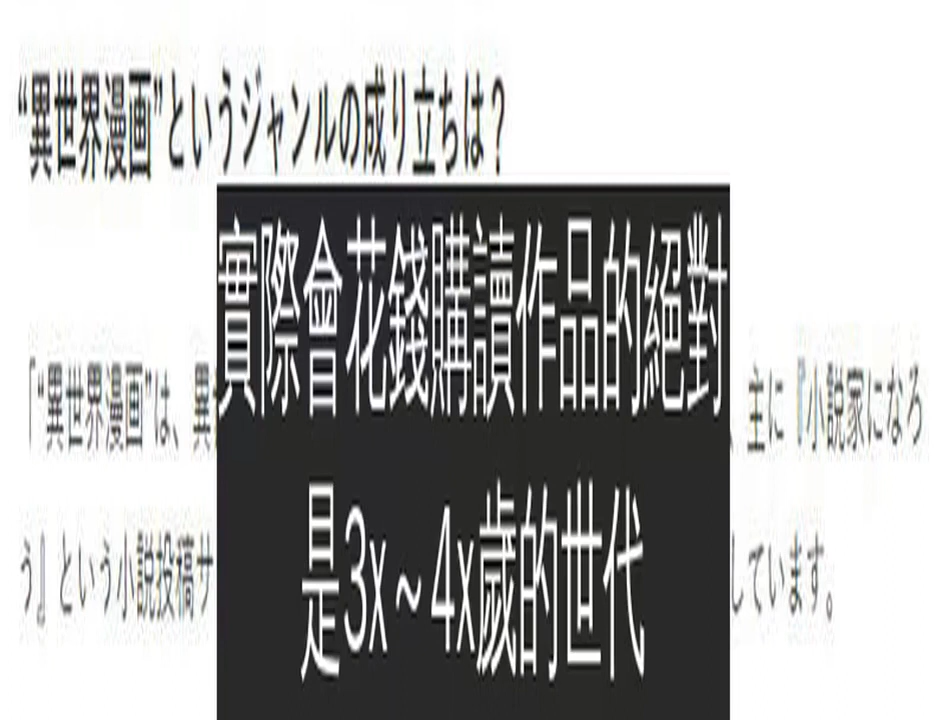 “異世界漫画”というジャンルの成り立ちは？
實際會花錢購讀作品的絕對
是3x～4x歲的世代
「“異世界漫画”は、異
、主に『小説家になろ
う』という小説投稿サ
しています。